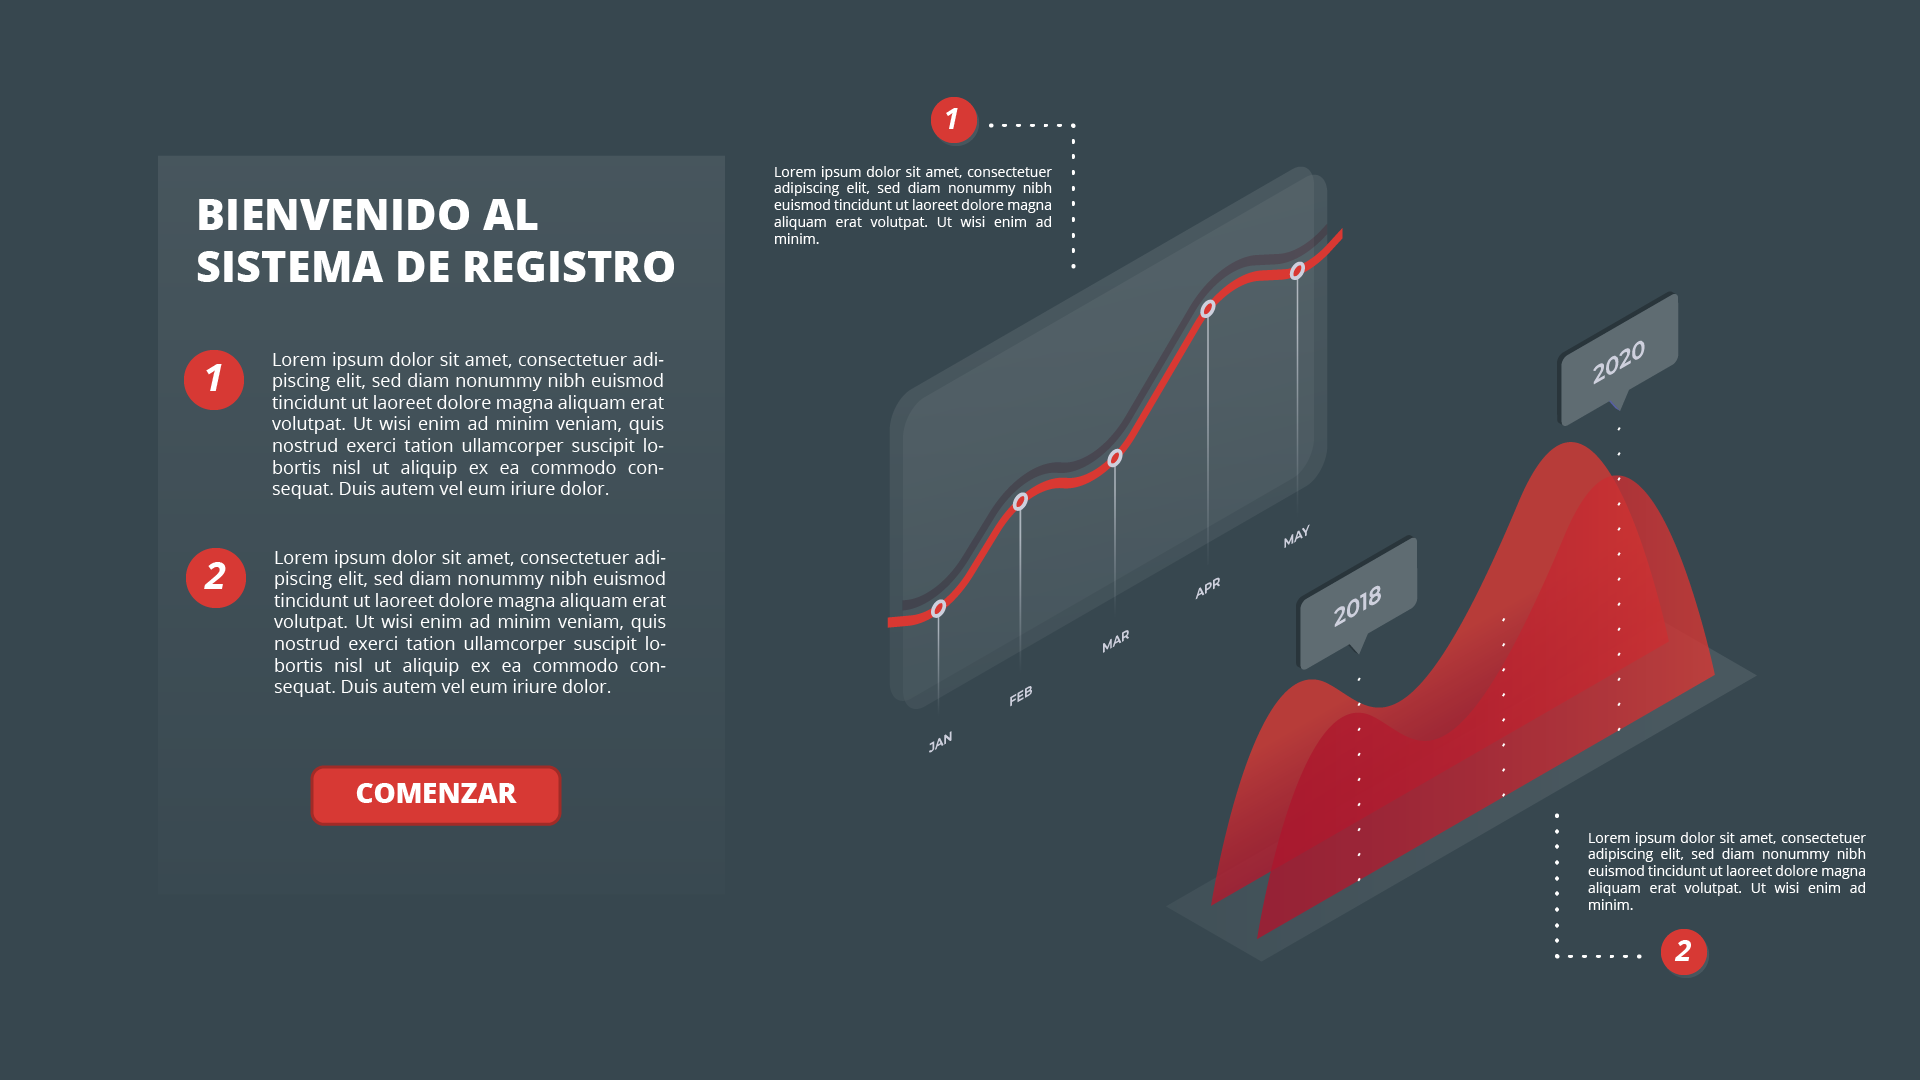 BIENVENIDO AL
SISTEMA DE REGISTRO
1
Lorem ipsum dolor sit amet, consectetuer adi-
piscing elit, sed diam nonummy nibh euismod
tincidunt ut laoreet dolore magna aliquam erat
volutpat. Ut wisi enim ad minim veniam, quis
nostrud exerci tation ullamcorper suscipit lo-
bortis nisl ut aliquip ex ea commodo con-
sequat. Duis autem vel eum iriure dolor.
2
Lorem ipsum dolor sit amet, consectetuer adi-
piscing elit, sed diam nonummy nibh euismod
tincidunt ut laoreet dolore magna aliquam erat
volutpat. Ut wisi enim ad minim veniam, quis
nostrud exerci tation ullamcorper suscipit lo-
bortis nisl ut aliquip ex ea commodo con-
sequat. Duis autem vel eum iriure dolor.
COMENZAR
1
Lorem ipsum dolor sit amet, consectetuer
adipiscing elit, sed diam nonummy nibh
euismod tincidunt ut laoreet dolore magna
aliquam erat volutpat. Ut wisi enim ad
minim.
JAN
FEB
MAR
APR
MAY
2018
2020
Lorem ipsum dolor sit amet, consectetuer
adipiscing elit, sed diam nonummy nibh
euismod tincidunt ut laoreet dolore magna
aliquam erat volutpat. Ut wisi enim ad
minim.
2